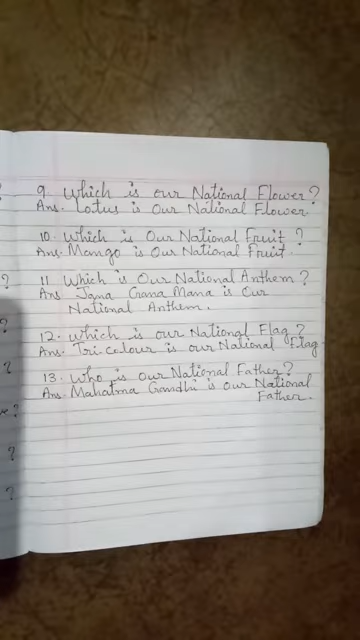 9. Which is our National Flower?
Ans. Lotus is Our National Flower.
10. Which is Our National Fruit?
Ans. Mango is Our National Fruit.
11. Which is Our National Anthem?
Ans Jana Gana Mana is Our
National Anthem.
12. Which is our National Flag?
Ans. Tri-colour is our National Flag.
13. Who is our National Father?
Ans. Mahatma Gandhi is our National
Father.
?
?
?
?
?
?